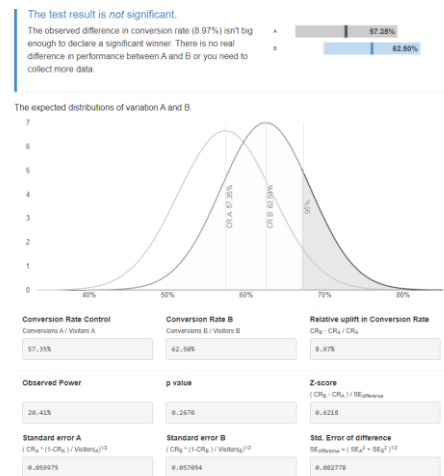 The test result is not significant.
The observed difference in conversion rate (8.97%) isn't big
enough to declare a significant winner. There is no real
difference in performance between A and B or you need to
collect more data.
A
57.35%
B
62.50%
The expected distributions of variation A and B.
7
6
5
4
3
2
1
0
CR A: 57.35%
CR B: 62.50%
95%
40%
50%
60%
70%
80%
Conversion Rate Control
Conversions A / Visitors A
57.35%
Conversion Rate B
Conversions B / Visitors B
62.50%
Relative uplift in Conversion Rate
CRB - CRA / CRA
8.97%
Observed Power
20.41%
p value
0.2670
Z-score
( CRB - CRA ) / SEdifference
0.6218
Standard error A
( CRA * (1-CRA ) / VisitorsA)1/2
0.059975
Standard error B
( CRB * (1-CRB ) / VisitorsB)1/2
0.057054
Std. Error of difference
SEdifference = ( SEA2 + SEB2 )1/2
0.082778